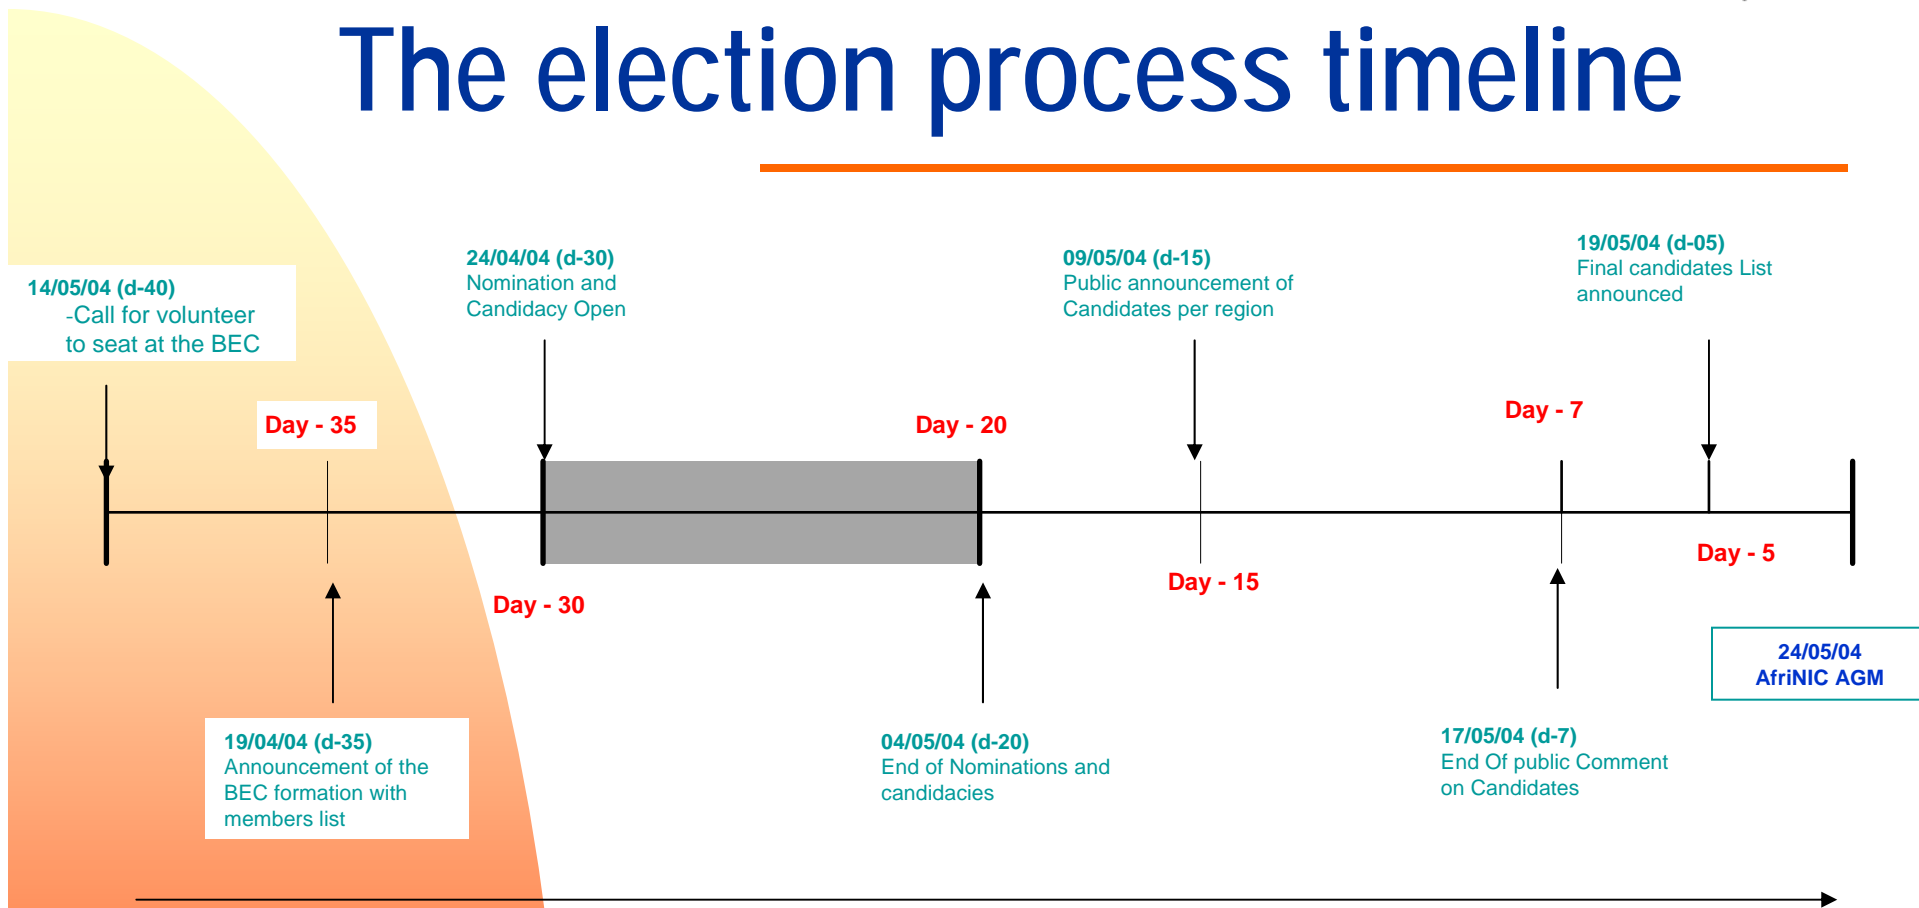 The election process timeline
14/05/04 (d-40)
-Call for volunteer
to seat at the BEC
24/04/04 (d-30)
Nomination and
Candidacy Open
09/05/04 (d-15)
Public announcement of
Candidates per region
19/05/04 (d-05)
Final candidates List
announced
Day - 35
Day - 20
Day - 7
Day - 30
Day - 15
Day - 5
24/05/04
AfriNIC AGM
19/04/04 (d-35)
Announcement of the
BEC formation with
members list
04/05/04 (d-20)
End of Nominations and
candidacies
17/05/04 (d-7)
End Of public Comment
on Candidates